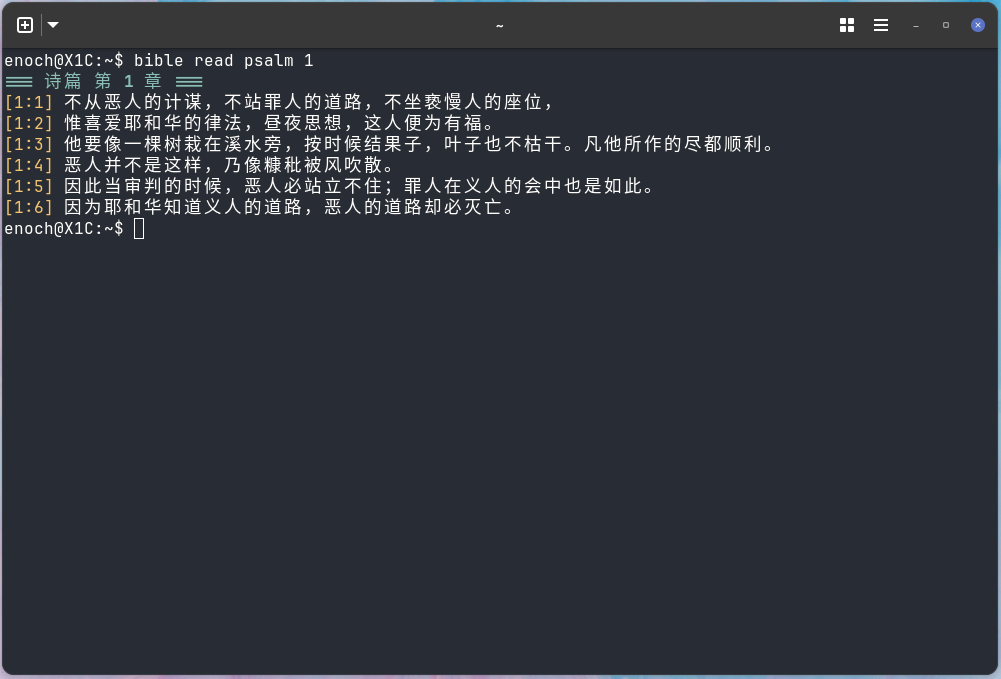 ~
enoch@X1C:~$ bible read psalm 1
=== 诗篇 第 1 章 ===
[1:1] 不从恶人的计谋，不站罪人的道路，不坐亵慢人的座位，
[1:2] 惟喜爱耶和华的律法，昼夜思想，这人便为有福。
[1:3] 他要像一棵树栽在溪水旁，按时候结果子，叶子也不枯干。凡他所作的尽都顺利。
[1:4] 恶人并不是这样，乃像糠秕被风吹散。
[1:5] 因此当审判的时候，恶人必站立不住；罪人在义人的会中也是如此。
[1:6] 因为耶和华知道义人的道路，恶人的道路却必灭亡。
enoch@X1C:~$